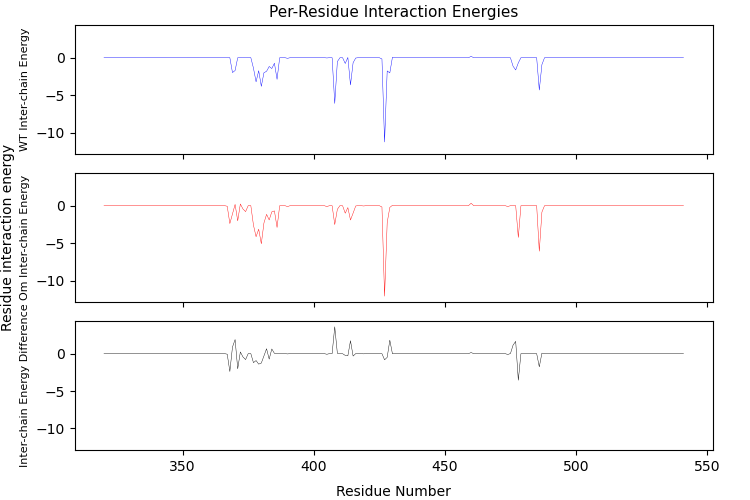 Per-Residue Interaction Energies
Residue interaction energy
WT Inter-chain Energy
0
−5
−10
Om Inter-chain Energy
0
−5
−10
Inter-chain Energy Difference
0
−5
−10
350
400
450
500
550
Residue Number